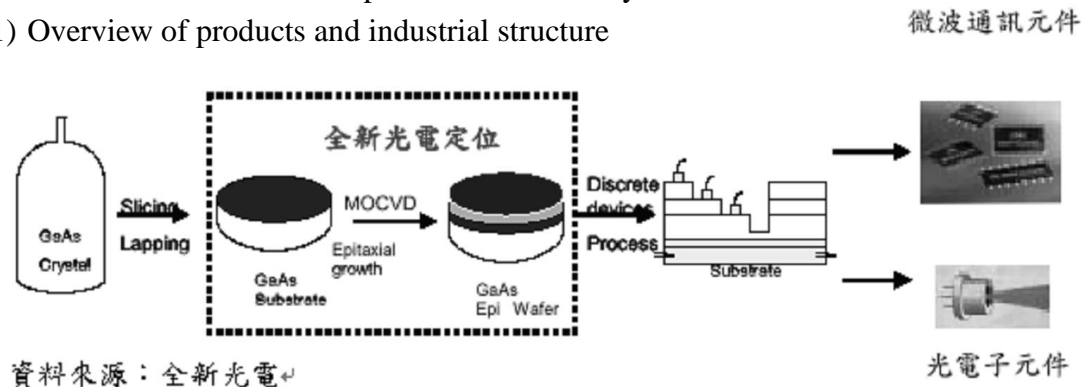 ) Overview of products and industrial structure
微波通訊元件
全新光電定位
GaAs
Crystal
Slicing
Lapping
GaAs
Substrate
MOCVD
Epitaxial
growth
GaAs
Epi Wafer
Discrete
devices
Process
Substrate
資料來源：全新光電↵
光電子元件